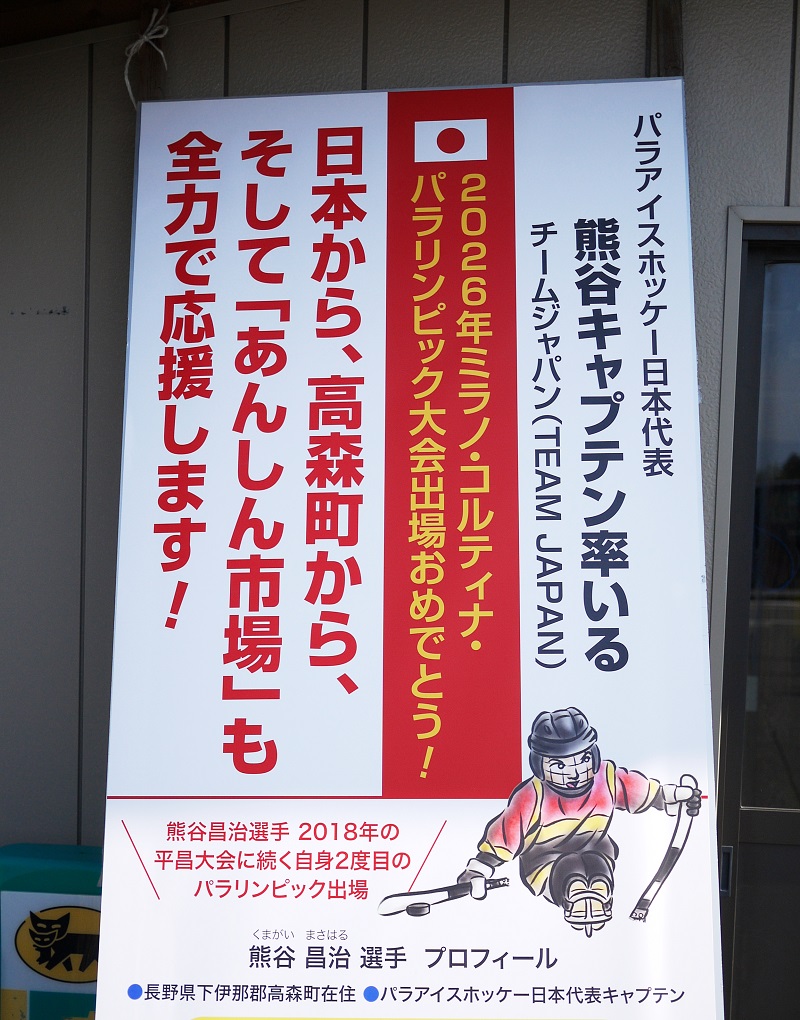 パラアイスホッケー日本代表
熊谷キャプテン率いる
チームジャパン(TEAM JAPAN)
2026年ミラノ・コルティナ・
パラリンピック大会出場おめでとう!
日本から、高森町から、
そして「あんしん市場」も
全力で応援します!
熊谷昌治選手 2018年の
平昌大会に続く自身2度目の
パラリンピック出場
くまがい まさはる
熊谷 昌治 選手 プロフィール
●長野県下伊那郡高森町在住 ●パラアイスホッケー日本代表キャプテン